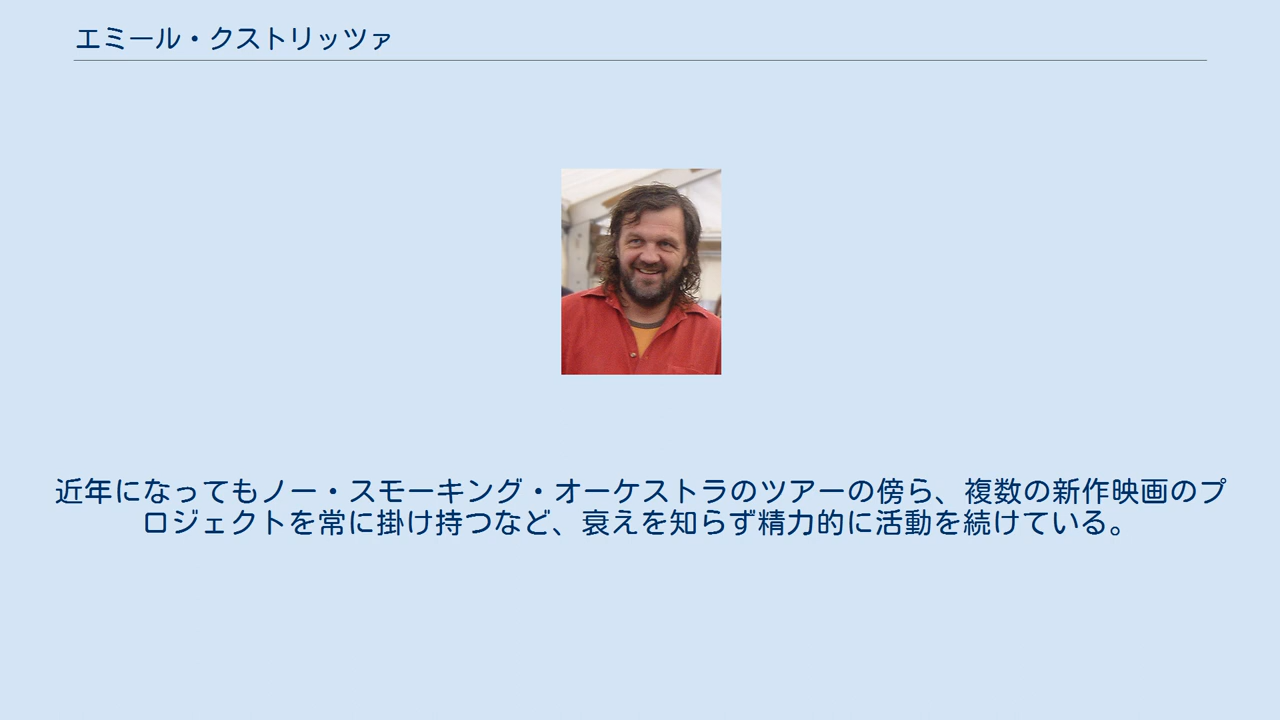 エミール・クストリッツァ
近年になってもノー・スモーキング・オーケストラのツアーの傍ら、複数の新作映画のプ
ロジェクトを常に掛け持つなど、衰えを知らず精力的に活動を続けている。